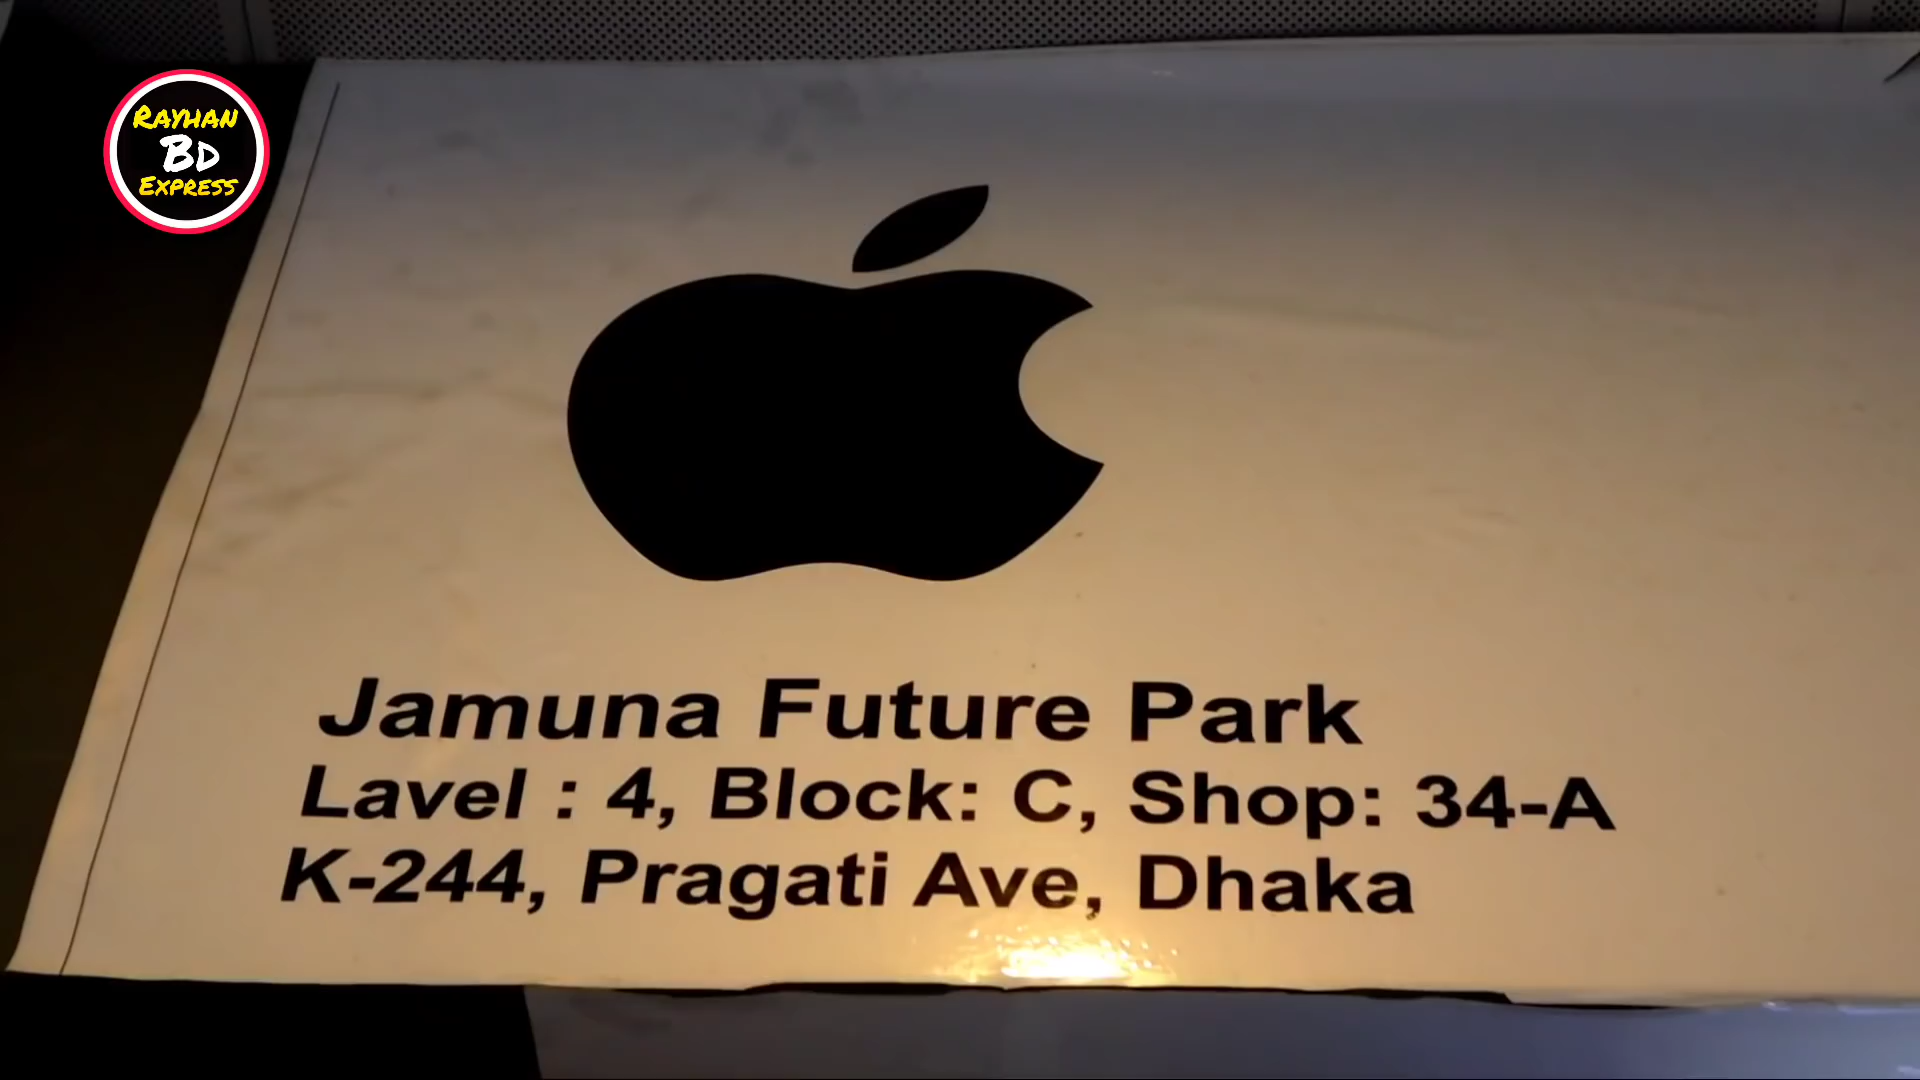 Rayhan
Bd
Express
Jamuna Future Park
Lavel : 4, Block: C, Shop: 34-A
K-244, Pragati Ave, Dhaka